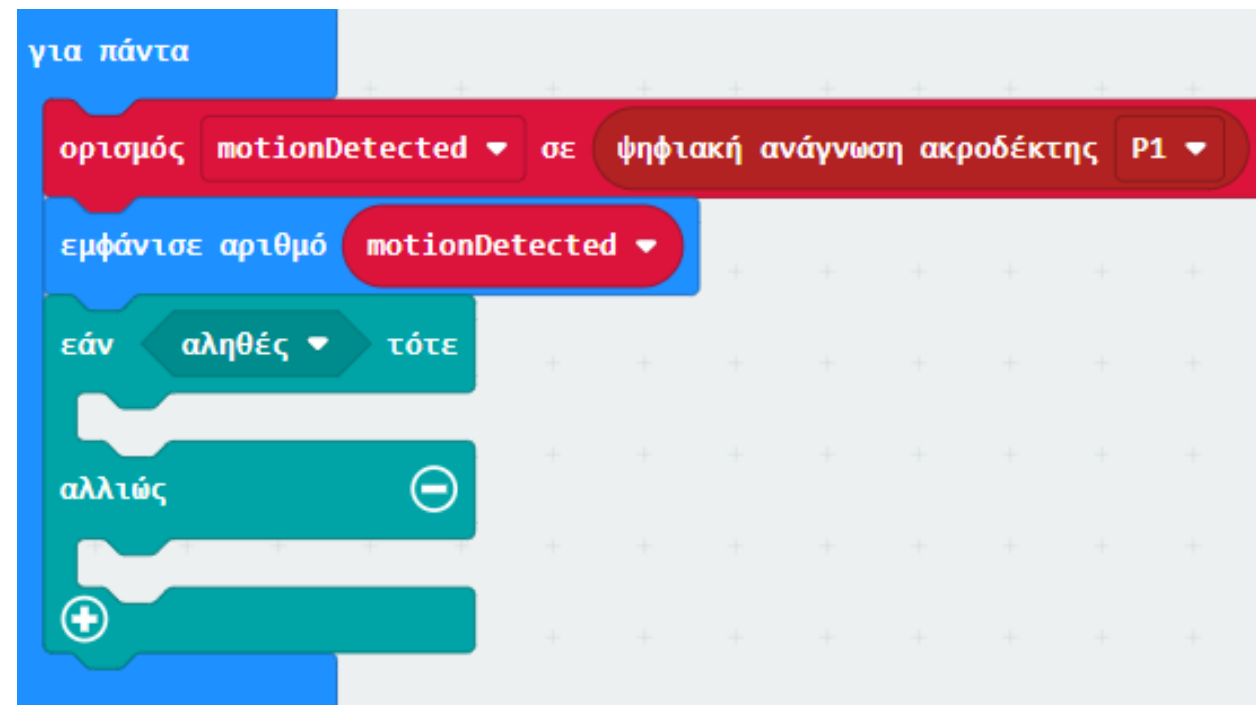 για πάντα
ορισμός motionDetected σε ψηφιακή ανάγνωση ακροδέκτης P1
εμφάνισε αριθμό motionDetected
εάν αληθές τότε
αλλιώς